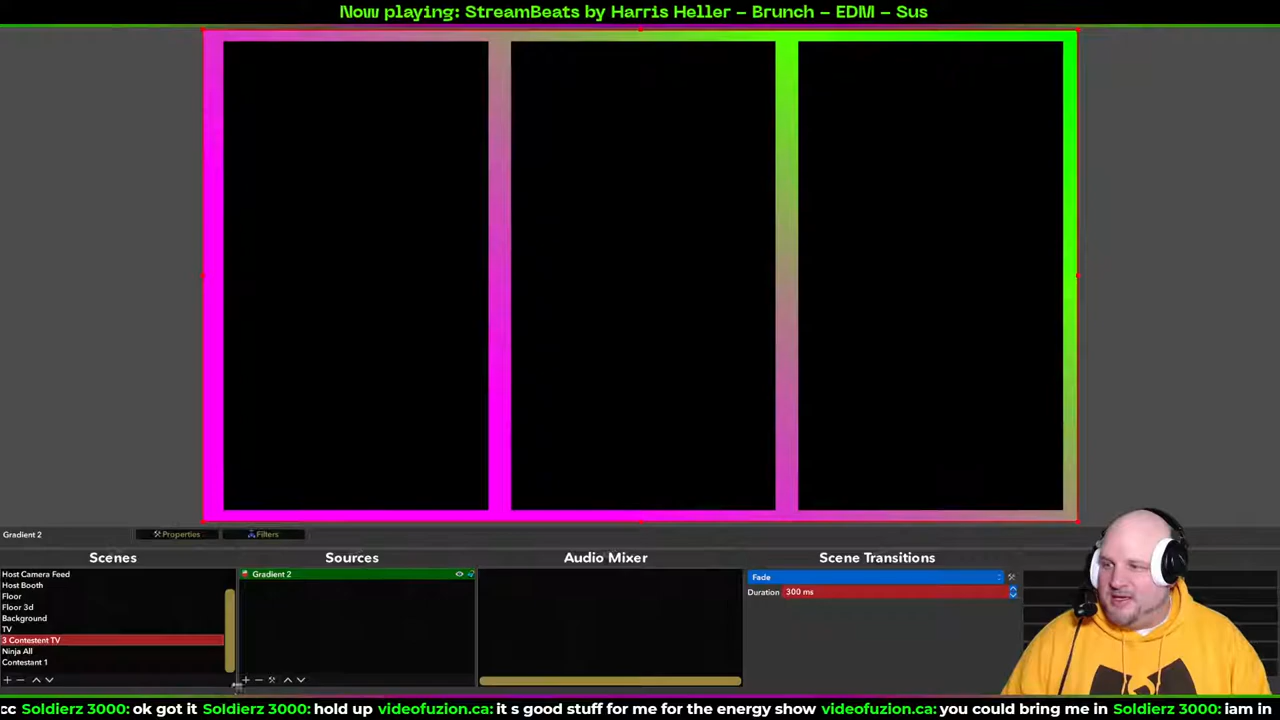 Now playing: StreamBeats by Harris Heller - Brunch - EDM - Sus
Gradient 2
Properties
Filters
Scenes
Sources
Audio Mixer
Scene Transitions
Host Camera Feed
Host Booth
Floor
Floor 3d
Background
TV
3 Contestent TV
Ninja All
Contestant 1
Gradient 2
Fade
Duration 300 ms
cc Soldierz 3000: ok got it Soldierz 3000: hold up videofuzion.ca: it s good stuff for me for the energy show videofuzion.ca: you could bring me in Soldierz 3000: iam in